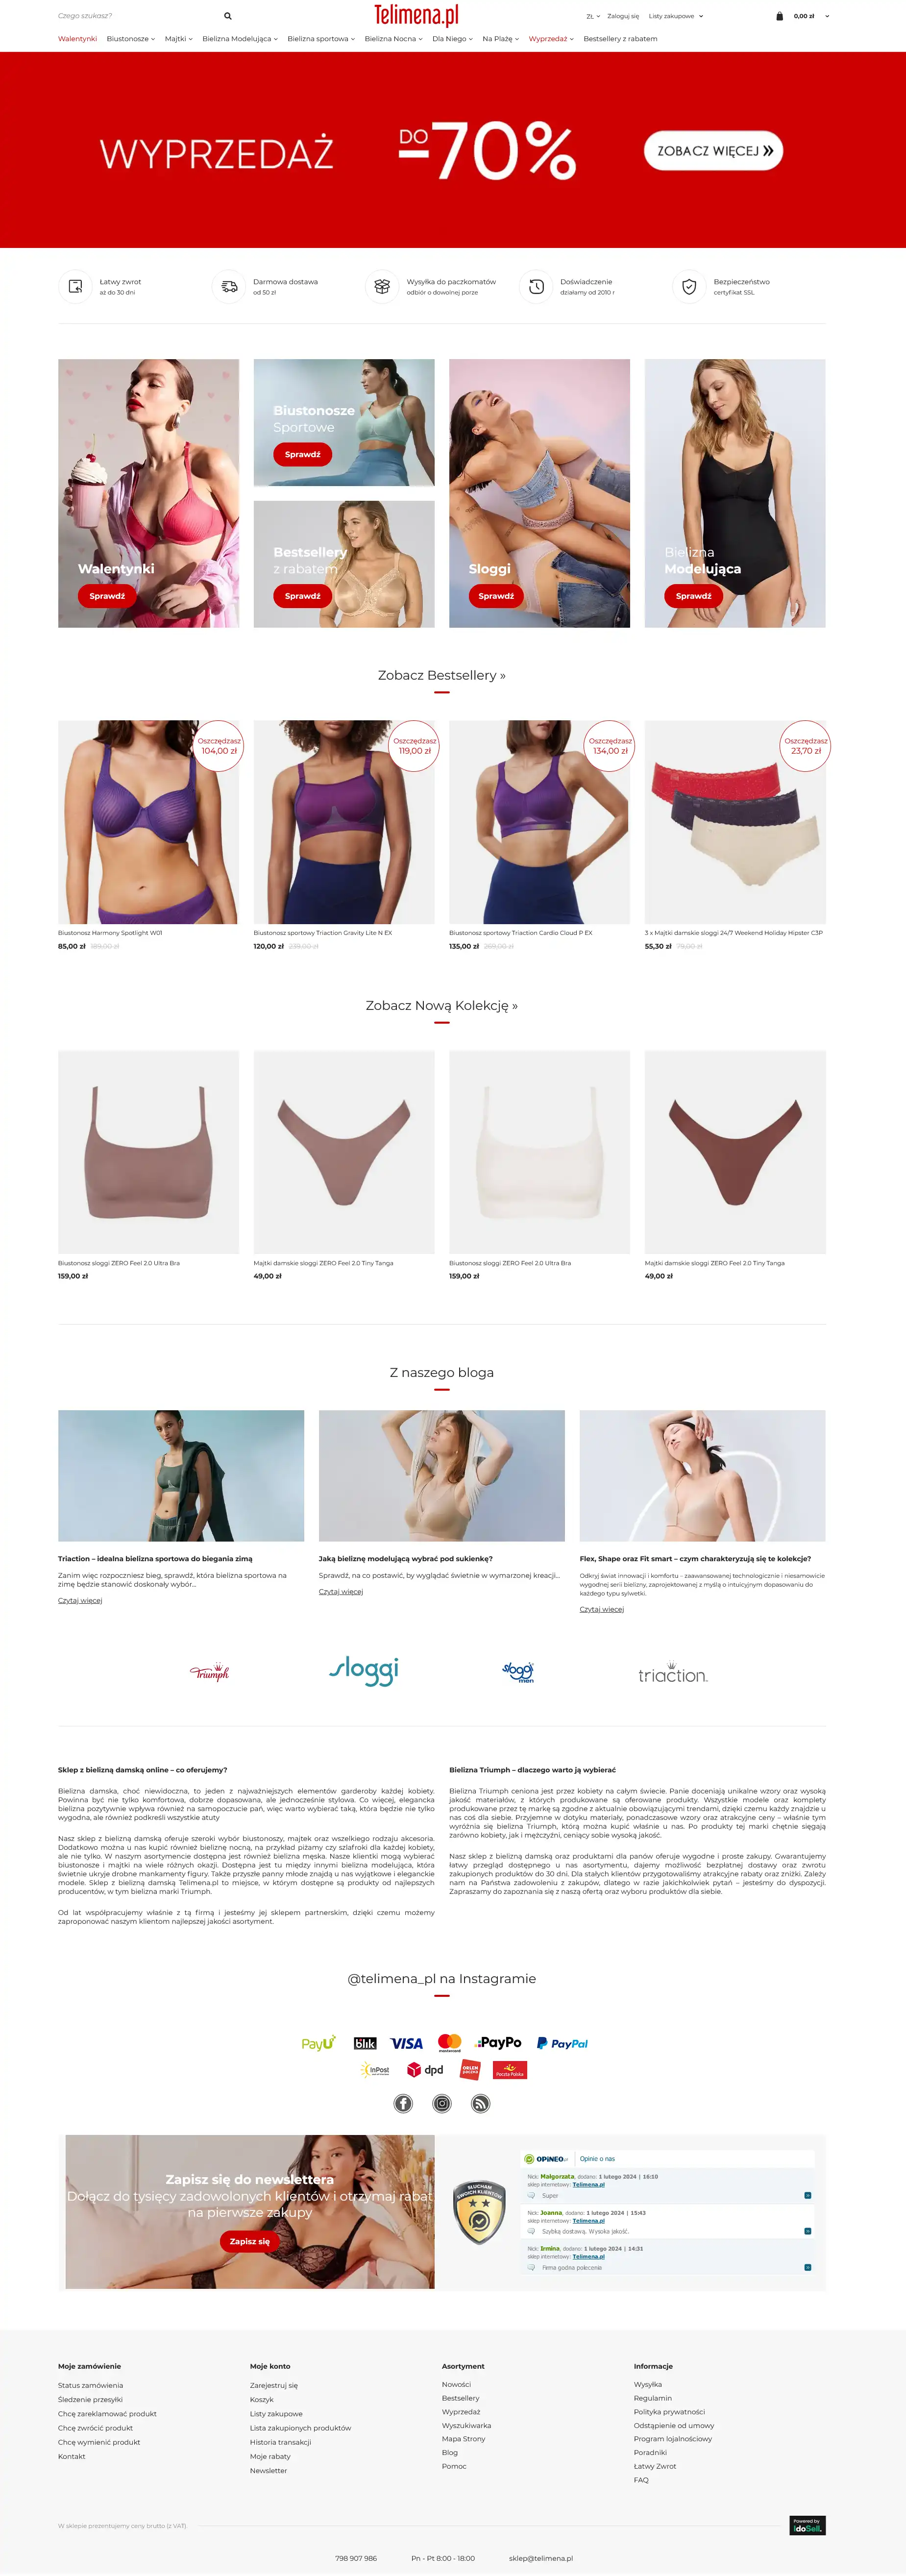 Czego szukasz?
Telimena.pl
ZŁ
Zaloguj się
Listy zakupowe
0,00 zł
Walentynki
Biustonosze
Majtki
Bielizna Modelująca
Bielizna sportowa
Bielizna Nocna
Dla Niego
Na Plażę
Wyprzedaż
Bestsellery z rabatem
WYPRZEDAŻ
DO
-70%
ZOBACZ WIĘCEJ »
Łatwy zwrot
aż do 30 dni
Darmowa dostawa
od 50 zl
Wysyłka do paczkomatów
odbiór o dowolnej porze
Doświadczenie
działamy od 2010 r
Bezpieczeństwo
certyfikat SSL
Walentynki
Sprawdź
Biustonosze
Sportowe
Sprawdź
Bestsellery
z rabatem
Sprawdź
Sloggi
Sprawdź
Bielizna
Modelująca
Sprawdź
Zobacz Bestsellery »
Oszczędzasz
104,00 zł
Biustonosz Harmony Spotlight W01
85,00 zł 189,00 zł
Oszczędzasz
119,00 zł
Biustonosz sportowy Triaction Gravity Lite N EX
120,00 zł 239,00 zł
Oszczędzasz
134,00 zł
Biustonosz sportowy Triaction Cardio Cloud P EX
135,00 zł 269,00 zł
Oszczędzasz
23,70 zł
3 x Majtki damskie sloggi 24/7 Weekend Holiday Hipster C3P
55,30 zł 79,00 zł
Zobacz Nową Kolekcję »
Biustonosz sloggi ZERO Feel 2.0 Ultra Bra
159,00 zł
Majtki damskie sloggi ZERO Feel 2.0 Tiny Tanga
49,00 zł
Biustonosz sloggi ZERO Feel 2.0 Ultra Bra
159,00 zł
Majtki damskie sloggi ZERO Feel 2.0 Tiny Tanga
49,00 zł
Z naszego bloga
Triaction – idealna bielizna sportowa do biegania zimą
Zanim więc rozpoczniesz bieg, sprawdź, która bielizna sportowa na
zimę będzie stanowić doskonały wybór...
Czytaj więcej
Jaką bieliznę modelującą wybrać pod sukienkę?
Sprawdź, na co postawić, by wyglądać świetnie w wymarzonej kreacji...
Czytaj więcej
Flex, Shape oraz Fit smart – czym charakteryzują się te kolekcje?
Odkryj świat innowacji i komfortu – zaawansowanej technologicznie i niesamowicie
wygodnej serii bielizny, zaprojektowanej z myślą o intuicyjnym dopasowaniu do
każdego typu sylwetki.
Czytaj więcej
Triumph
sloggi
sloggi men
triaction.
Sklep z bielizną damską online – co oferujemy?
Bielizna damska, choć niewidoczna, to jeden z najważniejszych elementów garderoby każdej kobiety.
Powinna być nie tylko komfortowa, dobrze dopasowana, ale jednocześnie stylowa. Co więcej, elegancka
bielizna pozytywnie wpływa również na samopoczucie pań, więc warto wybierać taką, która będzie nie tylko
wygodna, ale również podkreśli wszystkie atuty
Nasz sklep z bielizną damską oferuje szeroki wybór biustonoszy, majtek oraz wszelkiego rodzaju akcesoria.
Dodatkowo można u nas kupić również bieliznę nocną, na przykład piżamy czy szlafroki dla każdej kobiety,
ale nie tylko. W naszym asortymencie dostępna jest również bielizna męska. Nasze klientki mogą wybierać
biustonosze i majtki na wiele różnych okazji. Dostępna jest tu między innymi bielizna modelująca, która
świetnie ukryje drobne mankamenty figury. Także przyszłe panny młode znajdą u nas wyjątkowe i eleganckie
modele. Sklep z bielizną damską Telimena.pl to miejsce, w którym dostępne są produkty od najlepszych
producentów, w tym bielizna marki Triumph.
Od lat współpracujemy właśnie z tą firmą i jesteśmy jej sklepem partnerskim, dzięki czemu możemy
zaproponować naszym klientom najlepszej jakości asortyment.
Bielizna Triumph – dlaczego warto ją wybierać
Bielizna Triumph ceniona jest przez kobiety na całym świecie. Panie doceniają unikalne wzory oraz wysoką
jakość materiałów, z których produkowane są oferowane produkty. Wszystkie modele oraz komplety
produkowane przez tę markę są zgodne z aktualnie obowiązującymi trendami, dzięki czemu każdy znajdzie u
nas coś dla siebie. Przyjemne w dotyku materiały, ponadczasowe wzory oraz atrakcyjne ceny – właśnie tym
wyróżnia się bielizna Triumph, którą można kupić właśnie u nas. Po produkty tej marki chętnie sięgają
zarówno kobiety, jak i mężczyźni, ceniący sobie wysoką jakość.
Nasz sklep z bielizną damską oraz produktami dla panów oferuje wygodne i proste zakupy. Gwarantujemy
łatwy przegląd dostępnego u nas asortymentu, dajemy możliwość bezpłatnej dostawy oraz zwrotu
zakupionych produktów do 30 dni. Dla stałych klientów przygotowaliśmy atrakcyjne rabaty oraz zniżki. Zależy
nam na Państwa zadowoleniu z zakupów, dlatego w razie jakichkolwiek pytań – jesteśmy do dyspozycji.
Zapraszamy do zapoznania się z naszą ofertą oraz wyboru produktów dla siebie.
@telimena_pl na Instagramie
PayU
blik
VISA
mastercard
PayPo
PayPal
InPost
dpd
ORLEN paczka
Poczta Polska
Zapisz się do newslettera
Dołącz do tysięcy zadowolonych klientów i otrzymaj rabat
na pierwsze zakupy
Zapisz się
SŁUCHAM
SWOICH KLIENTÓW
OPINEO.pl
Opinie o nas
Nick: Małgorzata, dodano: 1 lutego 2024 | 16:10
sklep internetowy: Telimena.pl
Super
Nick: Joanna, dodano: 1 lutego 2024 | 15:43
sklep internetowy: Telimena.pl
Szybką dostawą. Wysoka jakość.
Nick: Irmina, dodano: 1 lutego 2024 | 14:31
sklep internetowy: Telimena.pl
Firma godna polecenia
Moje zamówienie
Status zamówienia
Śledzenie przesyłki
Chcę zareklamować produkt
Chcę zwrócić produkt
Chcę wymienić produkt
Kontakt
Moje konto
Zarejestruj się
Koszyk
Listy zakupowe
Lista zakupionych produktów
Historia transakcji
Moje rabaty
Newsletter
Asortyment
Nowości
Bestsellery
Wyprzedaż
Wyszukiwarka
Mapa Strony
Blog
Pomoc
Informacje
Wysyłka
Regulamin
Polityka prywatności
Odstąpienie od umowy
Program lojalnościowy
Poradniki
Łatwy Zwrot
FAQ
W sklepie prezentujemy ceny brutto (z VAT).
Powered by
IdoSell.
798 907 986
Pn - Pt 8:00 - 18:00
sklep@telimena.pl